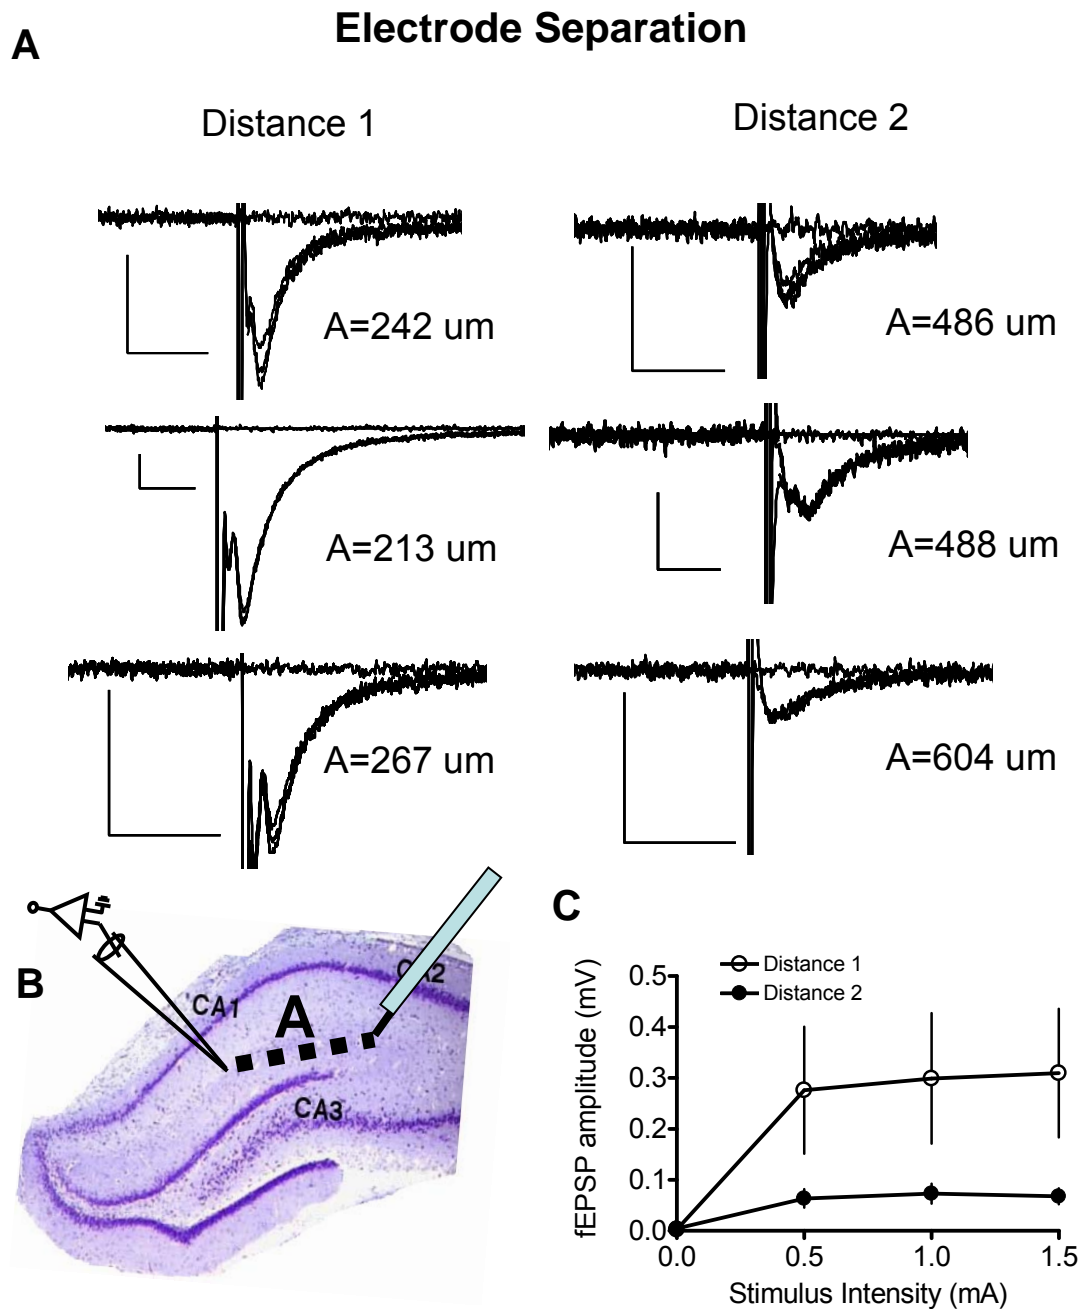 Electrode Separation
A
Distance 1
Distance 2
A=242 um
A=486 um
A=213 um
A=488 um
A=267 um
A=604 um
B
CA1
CA2
A
CA3
C
Distance 1
Distance 2
fEPSP amplitude (mV)
0.5
0.4
0.3
0.2
0.1
0.0
0.0 0.5 1.0 1.5
Stimulus Intensity (mA)